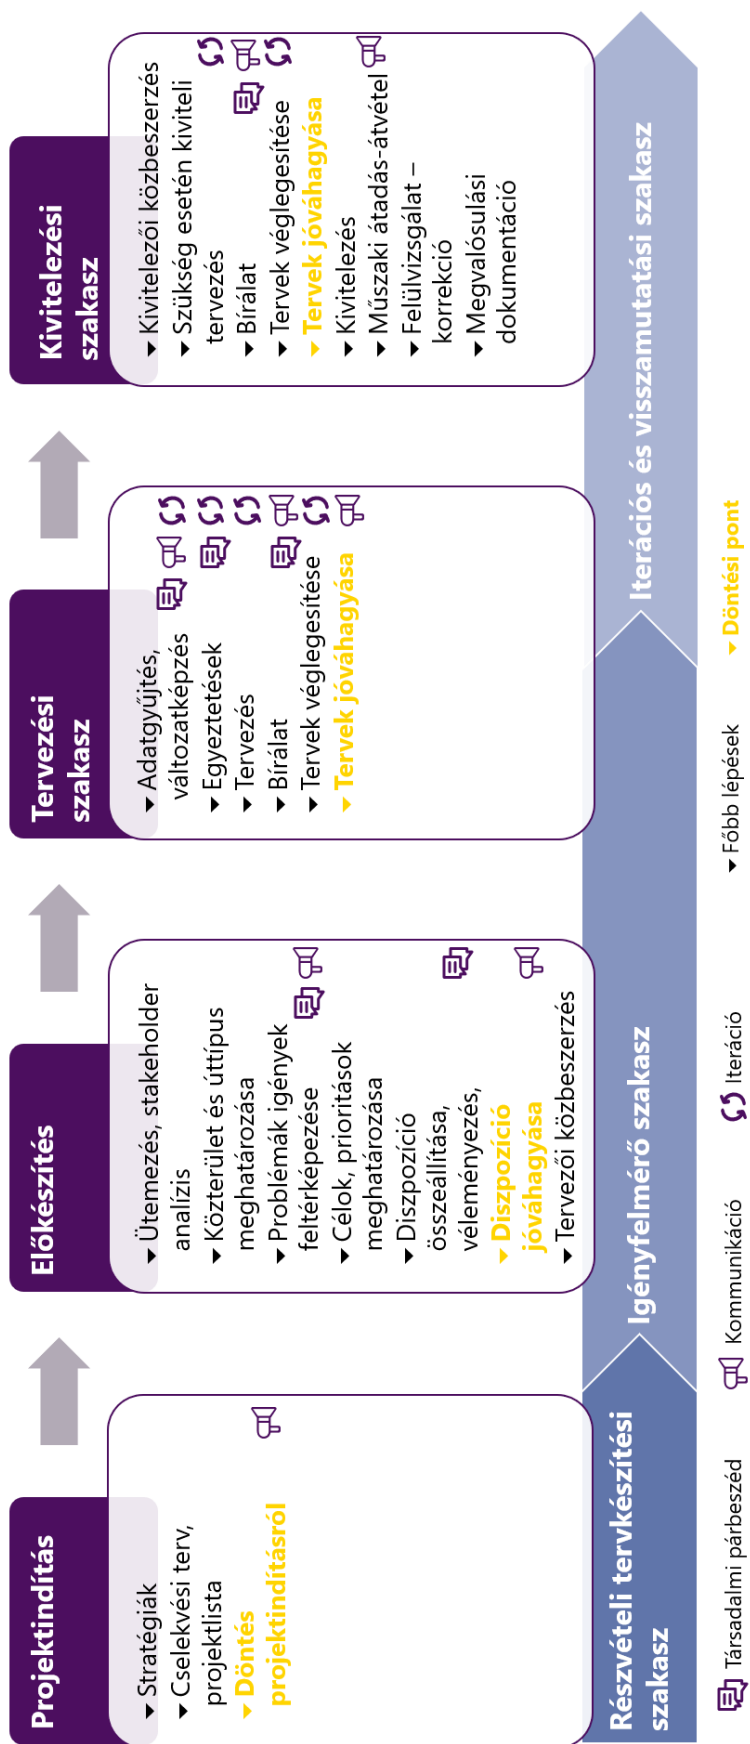 Projektindítás
Stratégiák
Cselekvési terv,
projektlista
Döntés
projektindításról
Előkészítés
Ütemezés, stakeholder
analízis
Közterület és úttípus
meghatározása
Problémák igények
feltérképezése
Célok, prioritások
meghatározása
Diszpozíció
összeállítása,
véleményezés,
Diszpozíció
jóváhagyása
Tervezői közbeszerzés
Tervezési
szakasz
Adatgyűjtés,
változatképzés
Egyeztetések
Tervezés
Bírálat
Tervek véglegesítése
Tervek jóváhagyása
Kivitelezési
szakasz
Kivitelezői közbeszerzés
Szükség esetén kiviteli
tervezés
Bírálat
Tervek véglegesítése
Tervek jóváhagyása
Kivitelezés
Műszaki átadás-átvétel
Felülvizsgálat –
korrekció
Megvalósulási
dokumentáció
Részvételi tervkészítési
szakasz
Igényfelmérő szakasz
Iterációs és visszamutatási szakasz
Társadalmi párbeszéd
Kommunikáció
Iteráció
Főbb lépések
Döntési pont